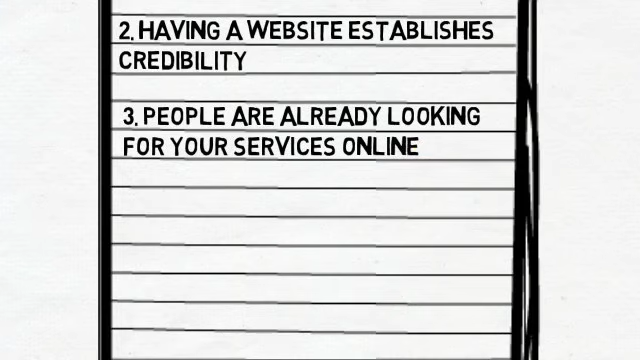 2. HAVING A WEBSITE ESTABLISHES
CREDIBILITY
3. PEOPLE ARE ALREADY LOOKING
FOR YOUR SERVICES ONLINE